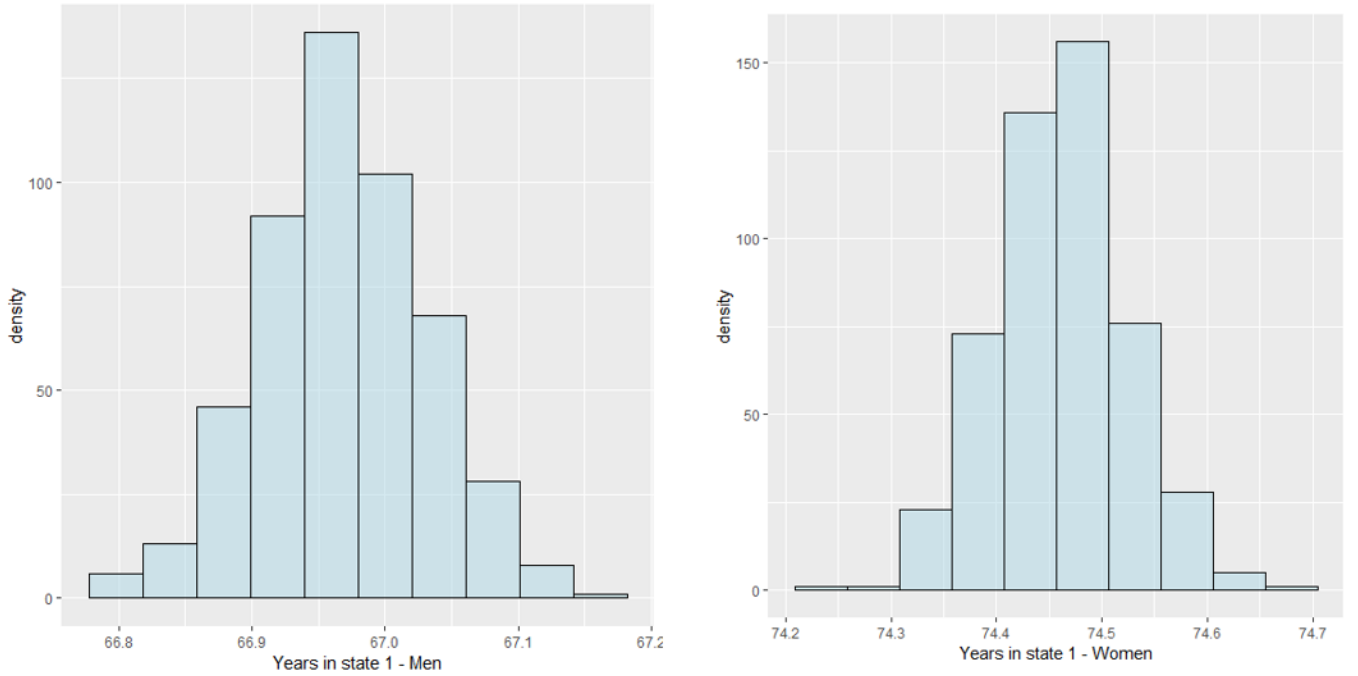 density
100
50
0
66.8 66.9 67.0 67.1 67.2
Years in state 1 - Men
density
150
100
50
0
74.2 74.3 74.4 74.5 74.6 74.7
Years in state 1 - Women